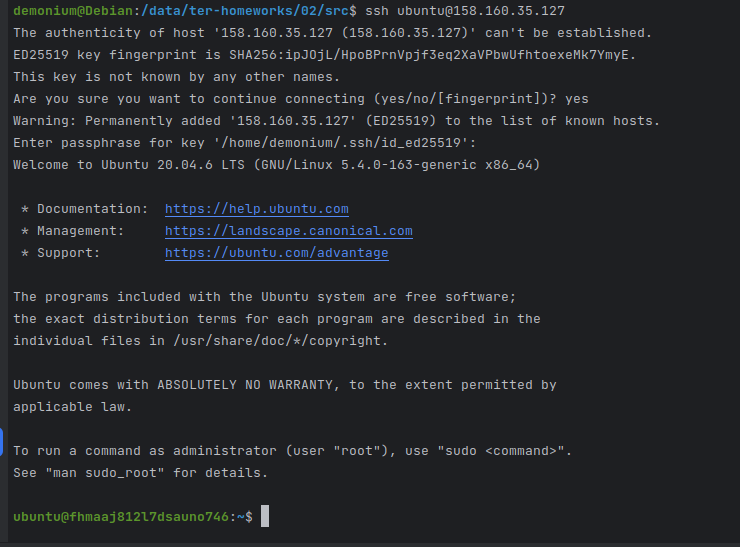 demonium@Debian:/data/ter-homeworks/02/src$ ssh ubuntu@158.160.35.127
The authenticity of host '158.160.35.127 (158.160.35.127)' can't be established.
ED25519 key fingerprint is SHA256:ipJOjL/HpoBPrnVpjf3eq2XaVPbwUfhtoexeMk7YmyE.
This key is not known by any other names.
Are you sure you want to continue connecting (yes/no/[fingerprint])? yes
Warning: Permanently added '158.160.35.127' (ED25519) to the list of known hosts.
Enter passphrase for key '/home/demonium/.ssh/id_ed25519':
Welcome to Ubuntu 20.04.6 LTS (GNU/Linux 5.4.0-163-generic x86_64)

 * Documentation:  https://help.ubuntu.com
 * Management:     https://landscape.canonical.com
 * Support:        https://ubuntu.com/advantage

The programs included with the Ubuntu system are free software;
the exact distribution terms for each program are described in the
individual files in /usr/share/doc/*/copyright.

Ubuntu comes with ABSOLUTELY NO WARRANTY, to the extent permitted by
applicable law.

To run a command as administrator (user "root"), use "sudo <command>".
See "man sudo_root" for details.

ubuntu@fhmaaj812l7dsauno746:~$